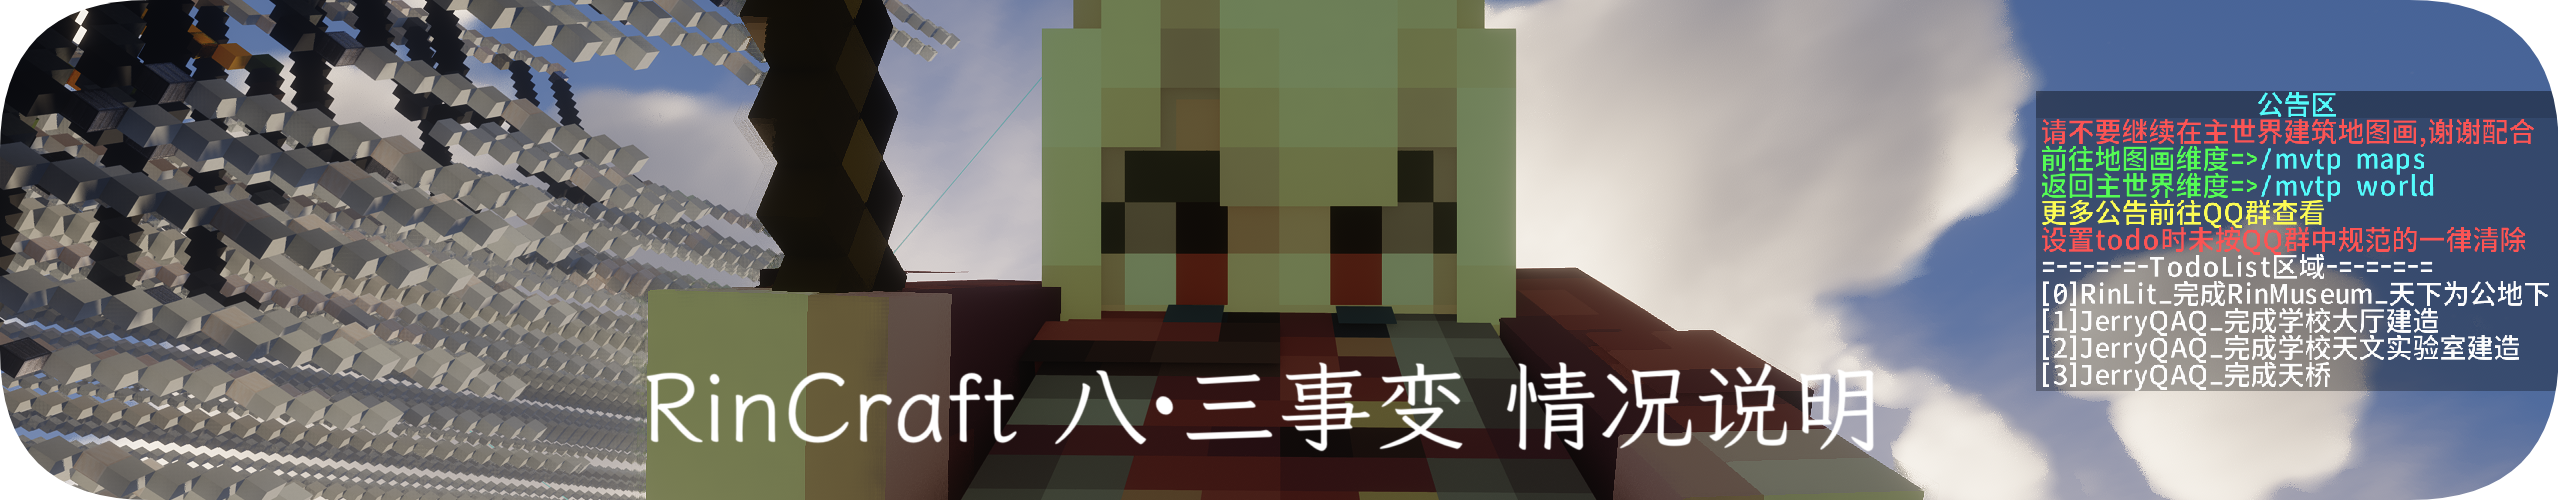 公告区
请不要继续在主世界建筑地图画,谢谢配合
前往地图画维度=>/mvtp maps
返回主世界维度=>/mvtp world
更多公告前往QQ群查看
设置todo时未按QQ群中规范的一律清除
=-=-=-=-TodoList区域-=-=-=-=
[0]RinLit_完成RinMuseum_天下为公地下
[1]JerryQAQ_完成学校大厅建造
[2]JerryQAQ_完成学校天文实验室建造
[3]JerryQAQ_完成天桥
RinCraft 八·三事变 情况说明